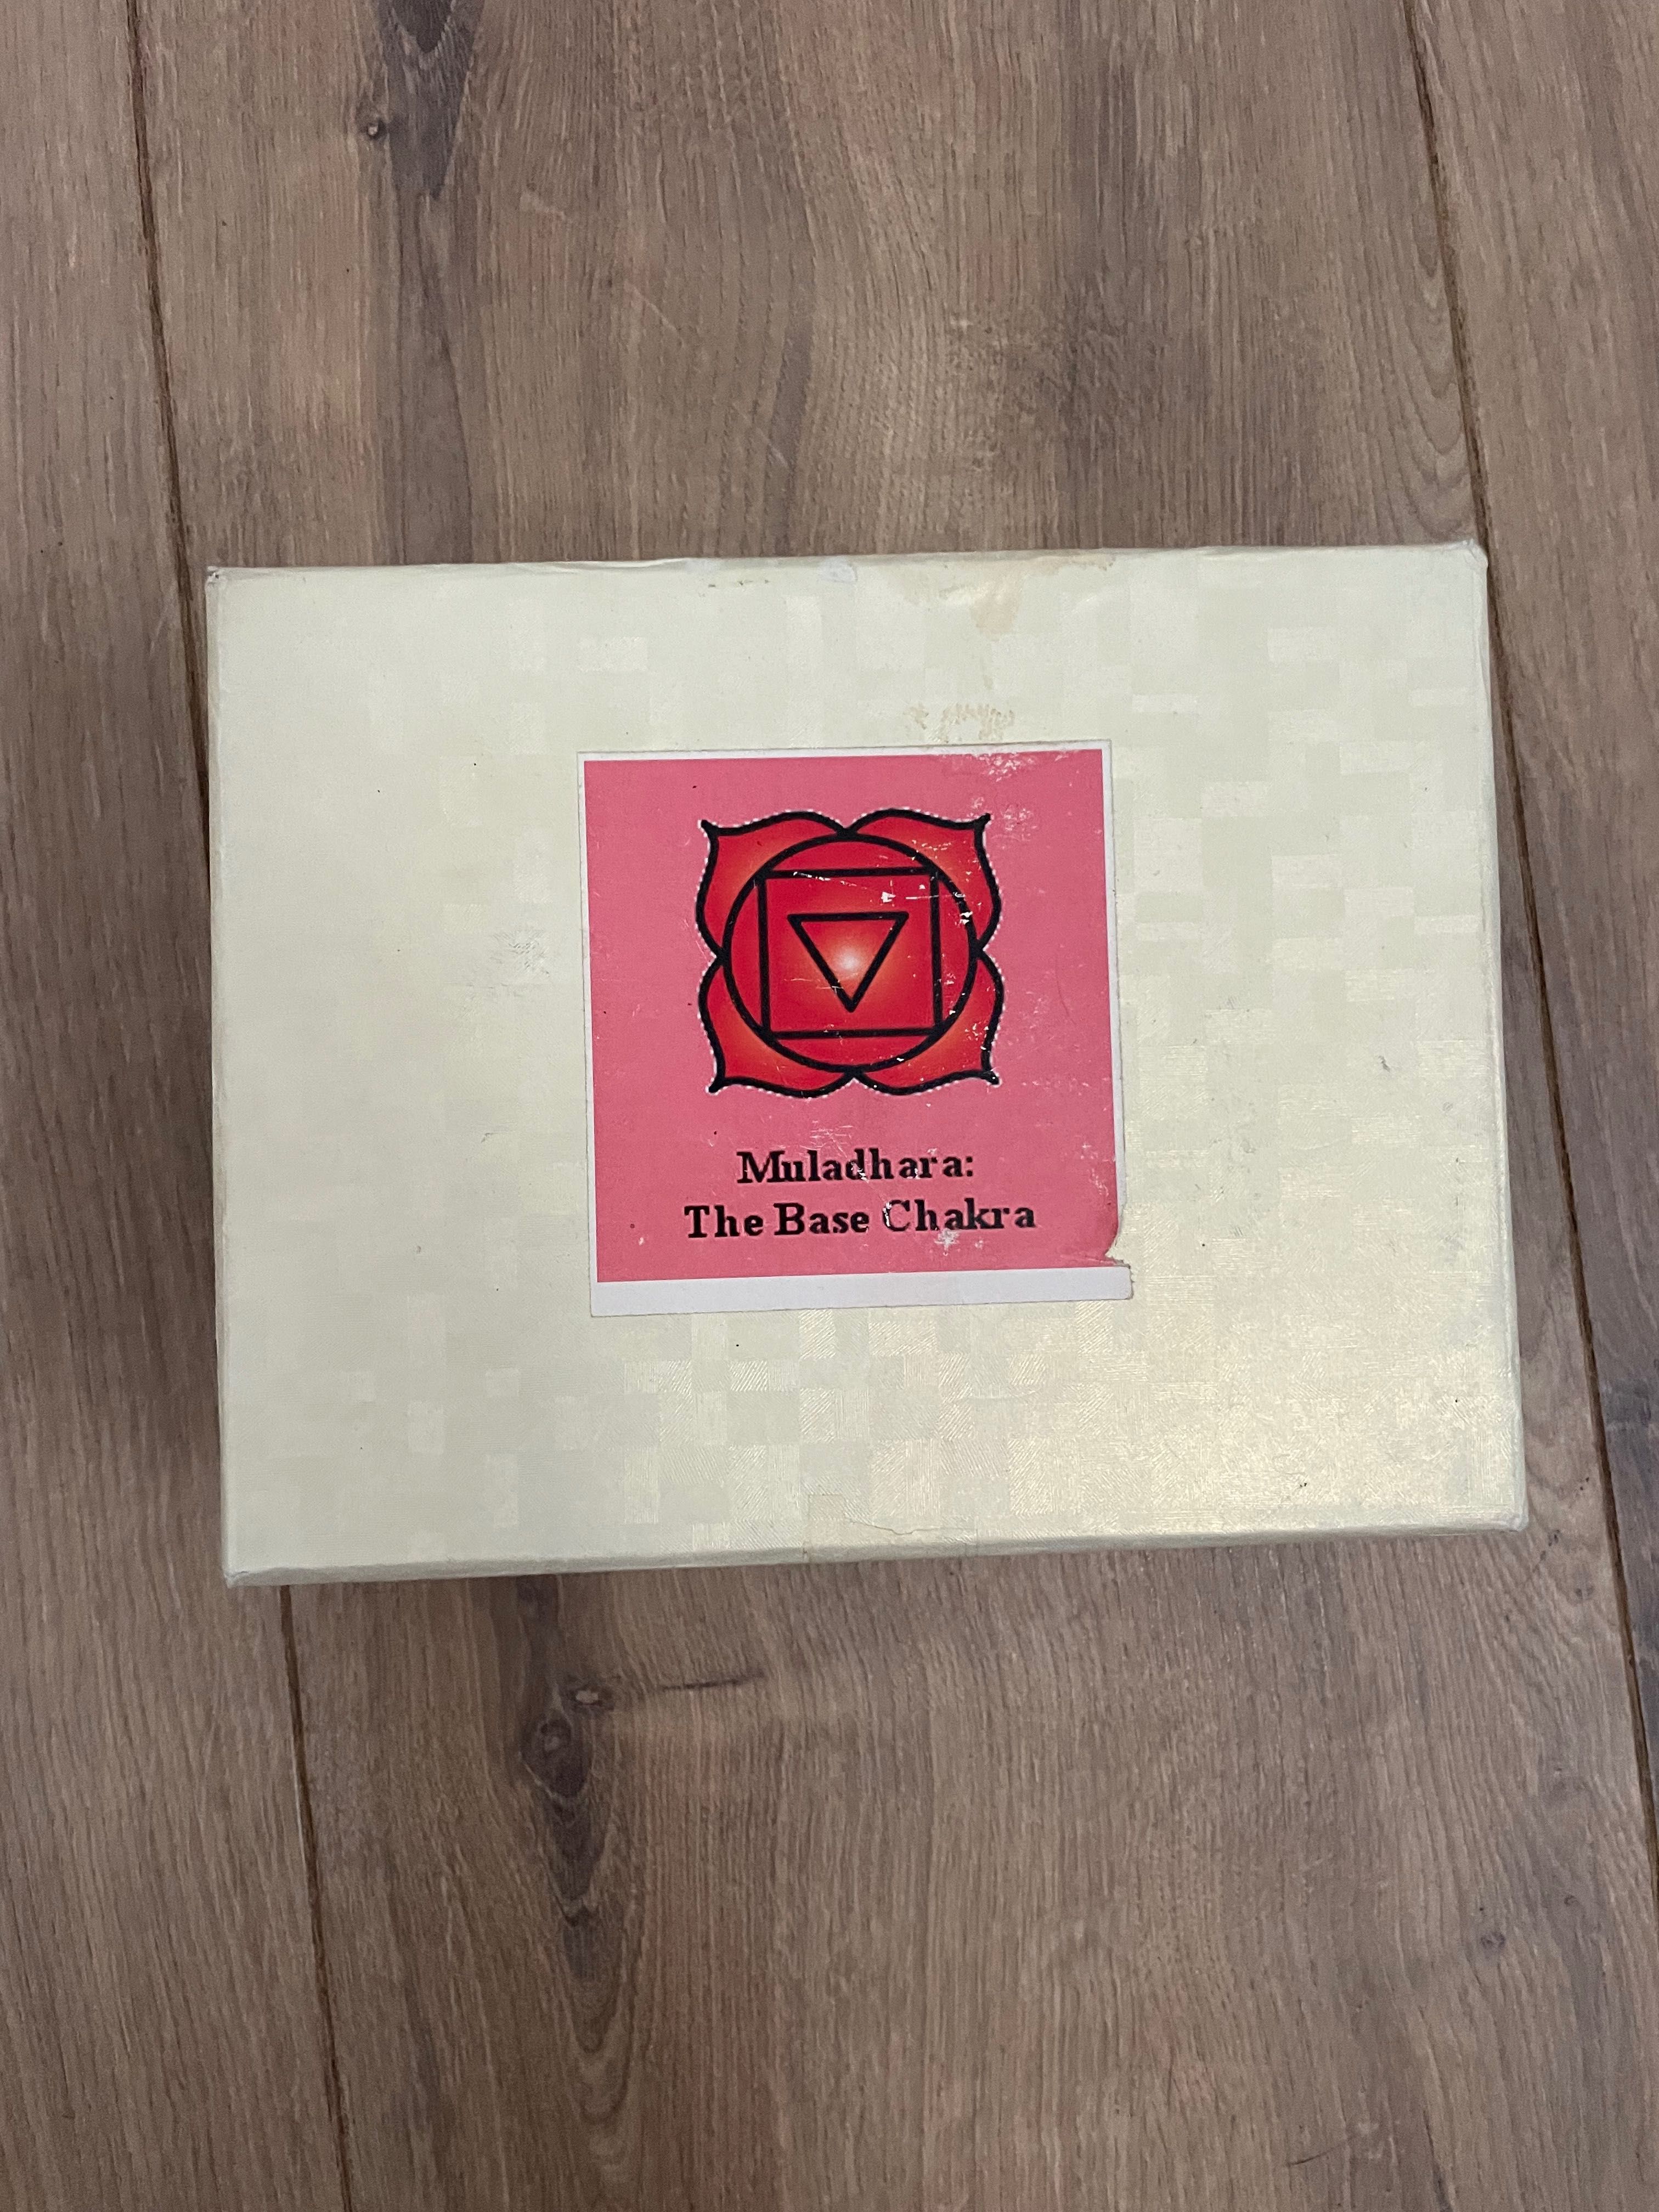 Muladhara:
The Base Chakra